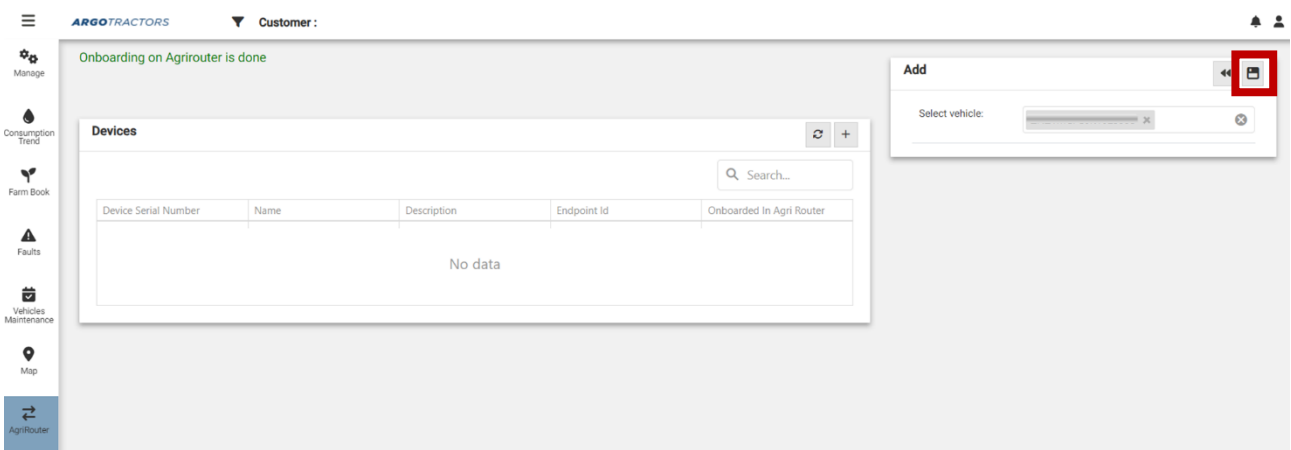 ARGOTRACTORS
Customer :
Manage
Consumption
Trend
Farm Book
Faults
Vehicles
Maintenance
Map
AgriRouter
Onboarding on Agrirouter is done
Devices
Search...
Device Serial Number Name Description Endpoint Id Onboarded In Agri Router
No data
Add
Select vehicle: